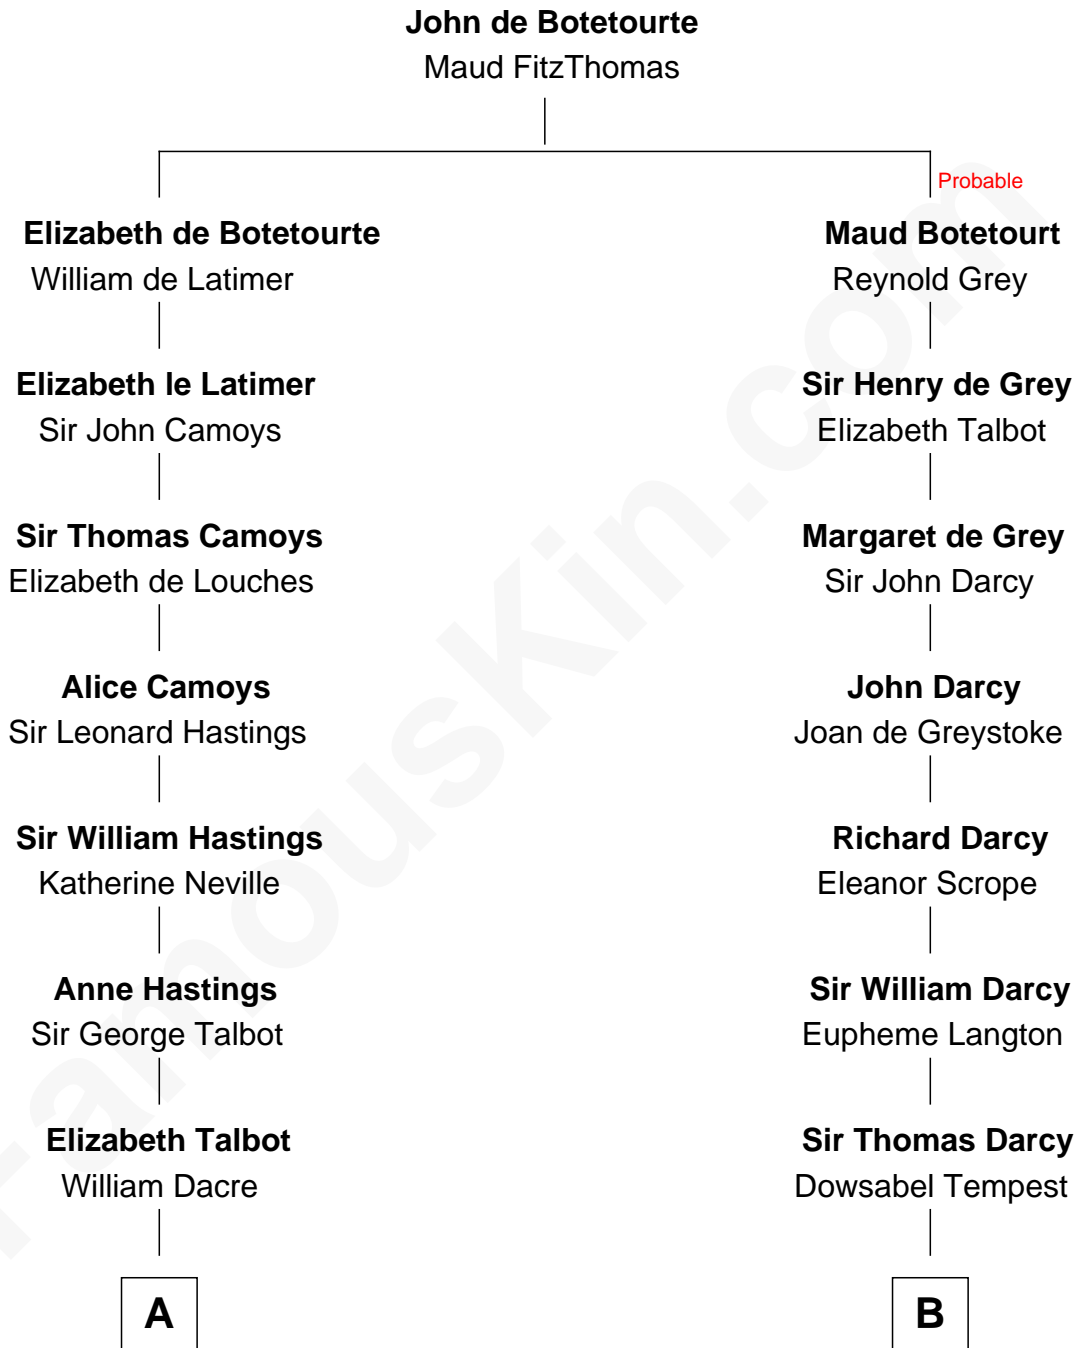 John de Botetourte
Maud FitzThomas
Probable
Elizabeth de Botetourte
William de Latimer
Maud Botetourt
Reynold Grey
Elizabeth le Latimer
Sir John Camoys
Sir Henry de Grey
Elizabeth Talbot
Sir Thomas Camoys
Elizabeth de Louches
Margaret de Grey
Sir John Darcy
Alice Camoys
Sir Leonard Hastings
John Darcy
Joan de Greystoke
Sir William Hastings
Katherine Neville
Richard Darcy
Eleanor Scrope
Anne Hastings
Sir George Talbot
Sir William Darcy
Eupheme Langton
Elizabeth Talbot
William Dacre
Sir Thomas Darcy
Dowsabel Tempest
A
B
FamousKin.com